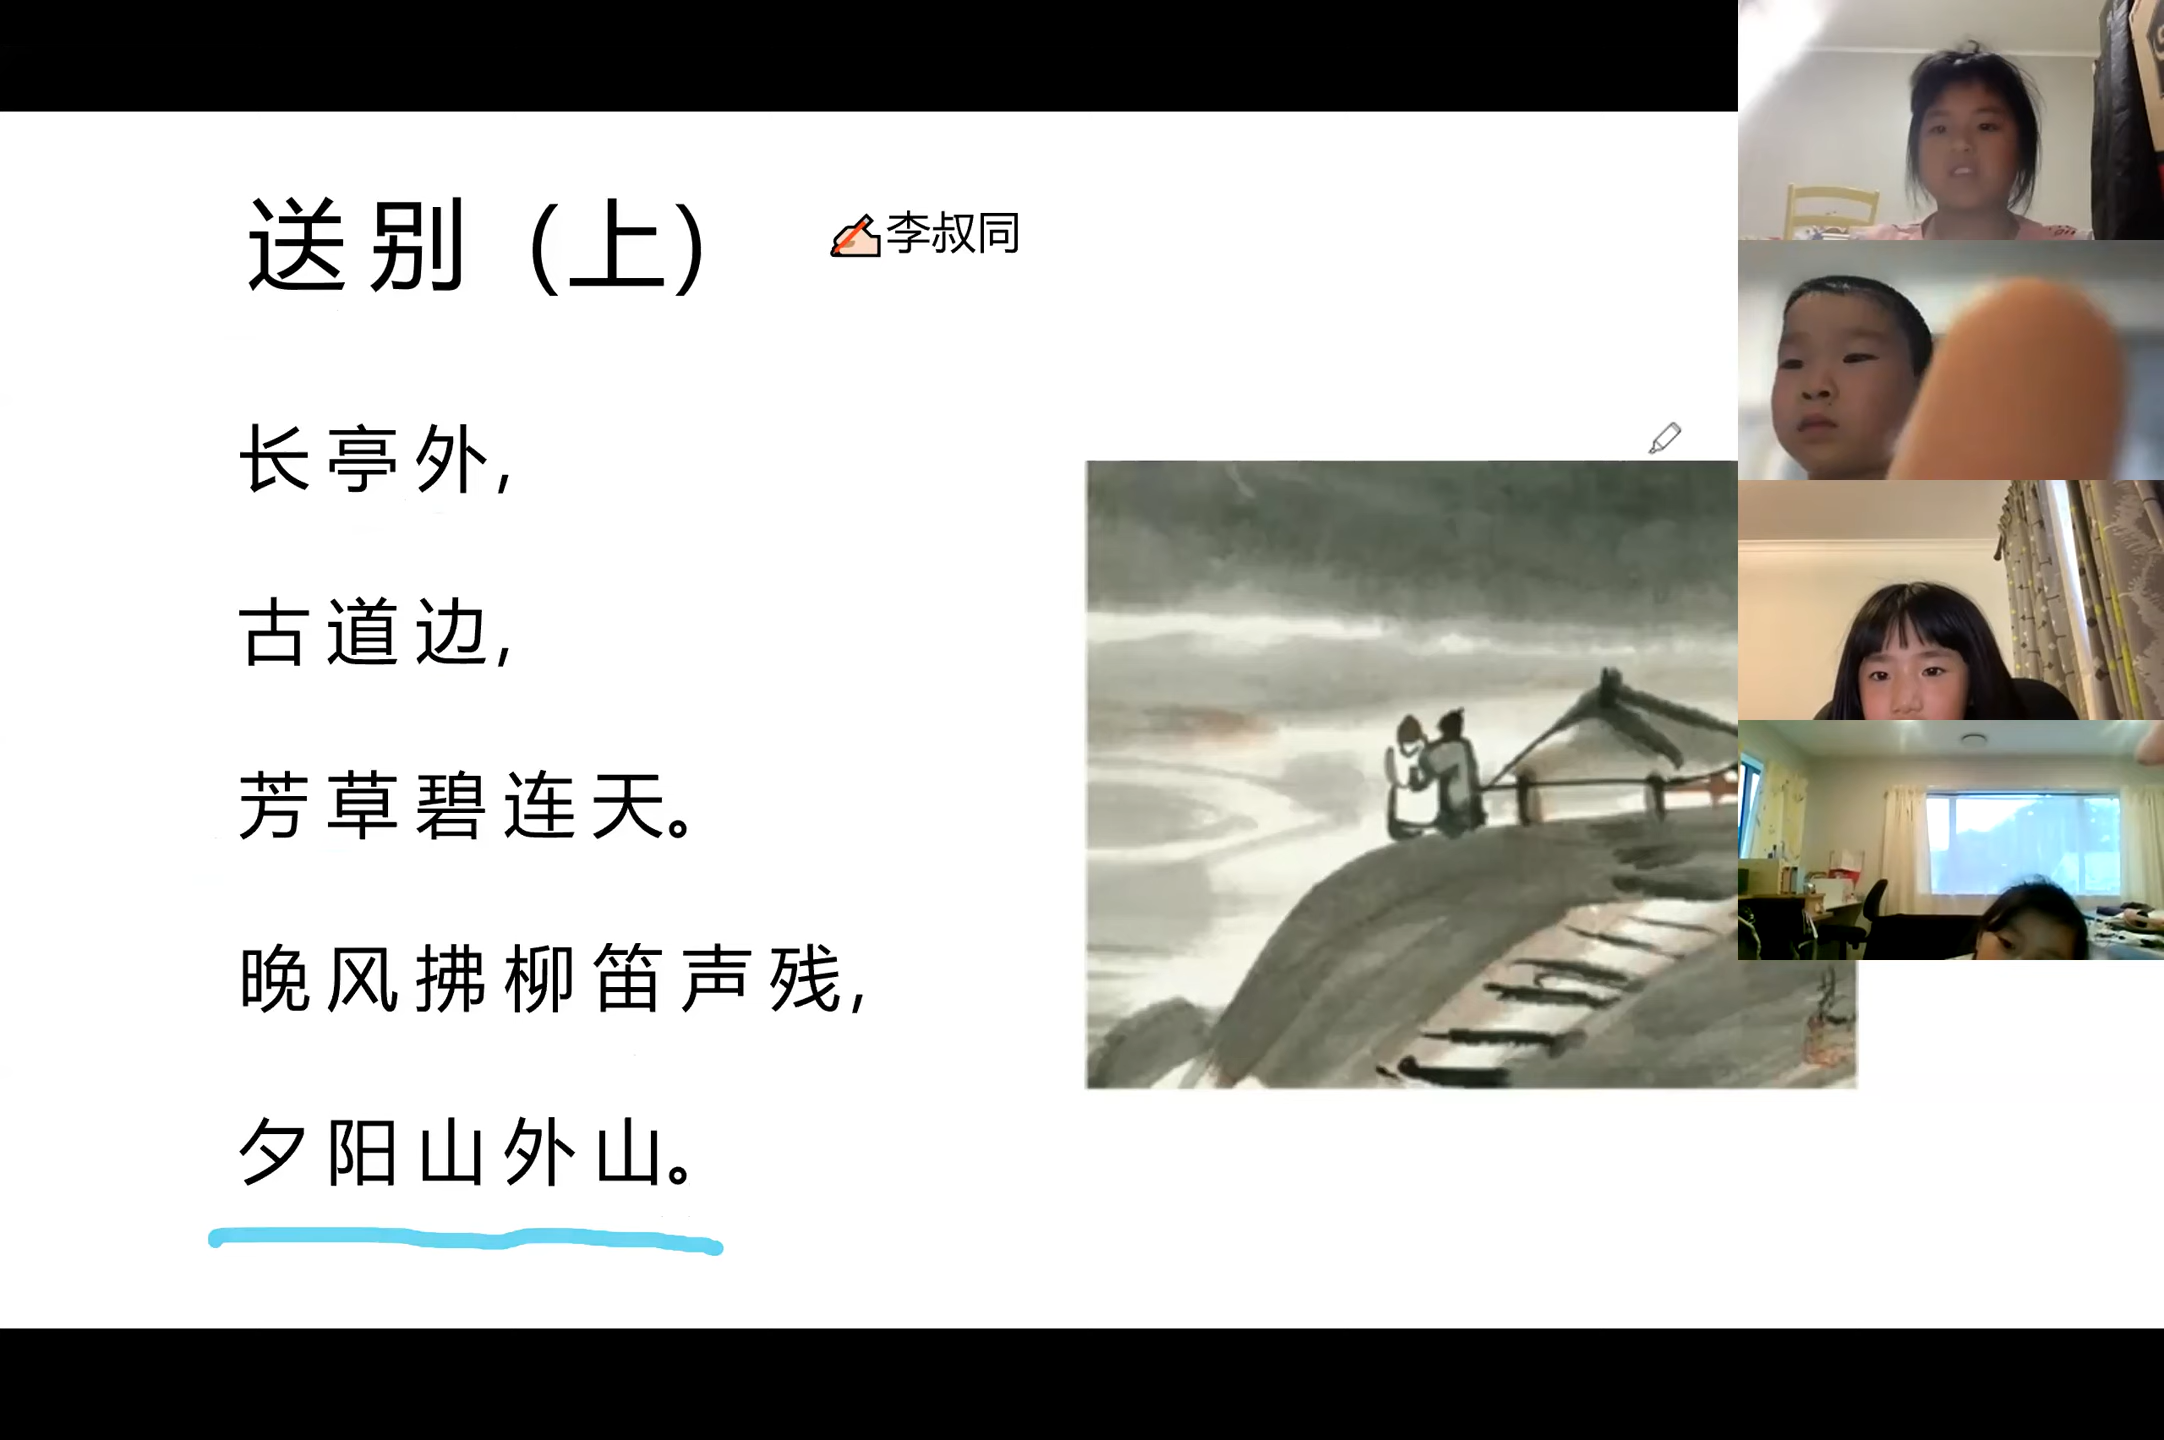 送别（上）
李叔同
长亭外,
古道边,
芳草碧连天。
晚风拂柳笛声残,
夕阳山外山。